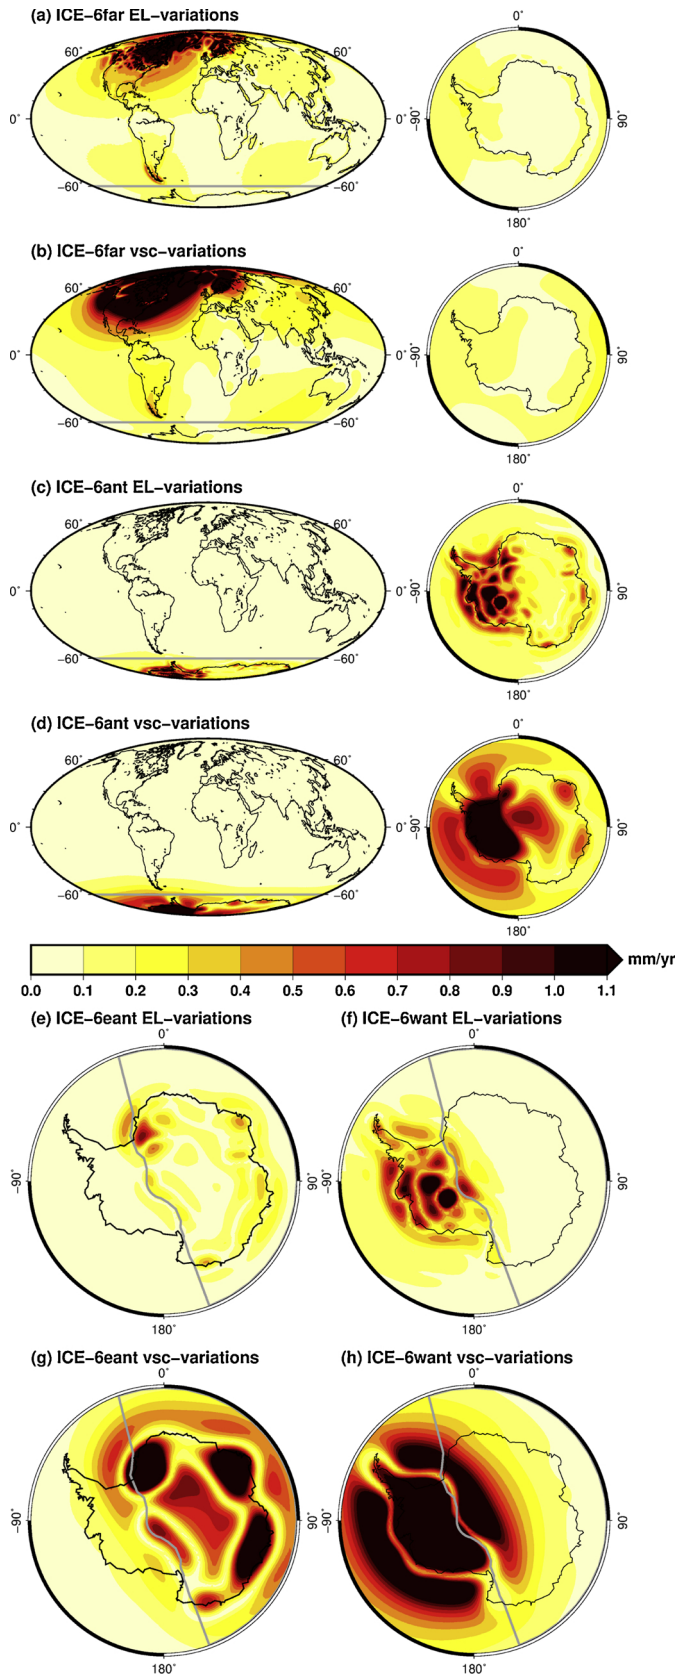 (a) ICE−6far EL−variations
0˚
60˚ 60˚
0˚ 0˚ −90˚ 90˚
−60˚ −60˚
180˚
(b) ICE−6far vsc−variations
0˚
60˚ 60˚
0˚ 0˚ −90˚ 90˚
−60˚ −60˚
180˚
(c) ICE−6ant EL−variations
0˚
60˚ 60˚
0˚ 0˚ −90˚ 90˚
−60˚ −60˚
180˚
(d) ICE−6ant vsc−variations
0˚
60˚ 60˚
0˚ 0˚ −90˚ 90˚
−60˚ −60˚
180˚
mm/yr
0.0 0.1 0.2 0.3 0.4 0.5 0.6 0.7 0.8 0.9 1.0 1.1
(e) ICE−6eant EL−variations (f) ICE−6want EL−variations
0˚ 0˚
−90˚ 90˚ −90˚ 90˚
180˚ 180˚
(g) ICE−6eant vsc−variations (h) ICE−6want vsc−variations
0˚ 0˚
−90˚ 90˚ −90˚ 90˚
180˚ 180˚